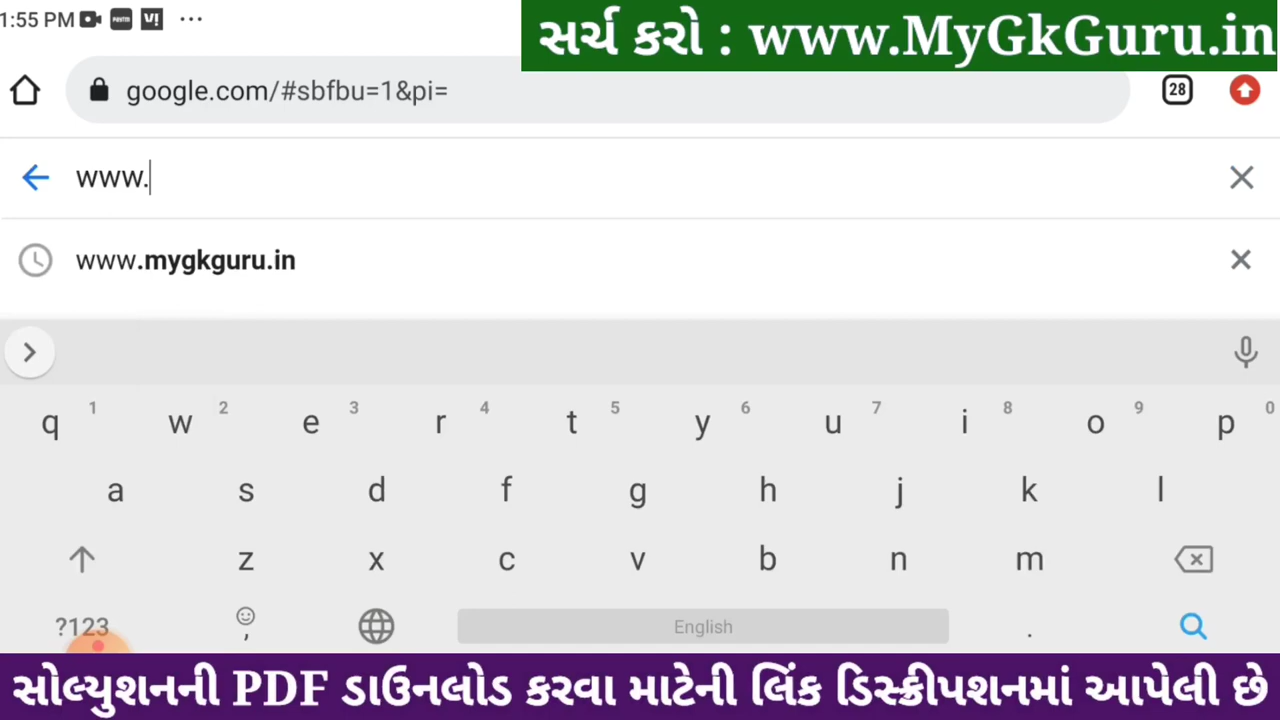 1:55 PM
સર્ચ કરો : www.MyGkGuru.in
google.com/#sbfbu=1&pi=
28
www.
www.mygkguru.in
q 1 w 2 e 3 r 4 t 5 y 6 u 7 i 8 o 9 p 0
a s d f g h j k l
z x c v b n m
?123 , English .
સોલ્યુશનની PDF ડાઉનલોડ કરવા માટેની લિંક ડિસ્ક્રીપશનમાં આપેલી છે